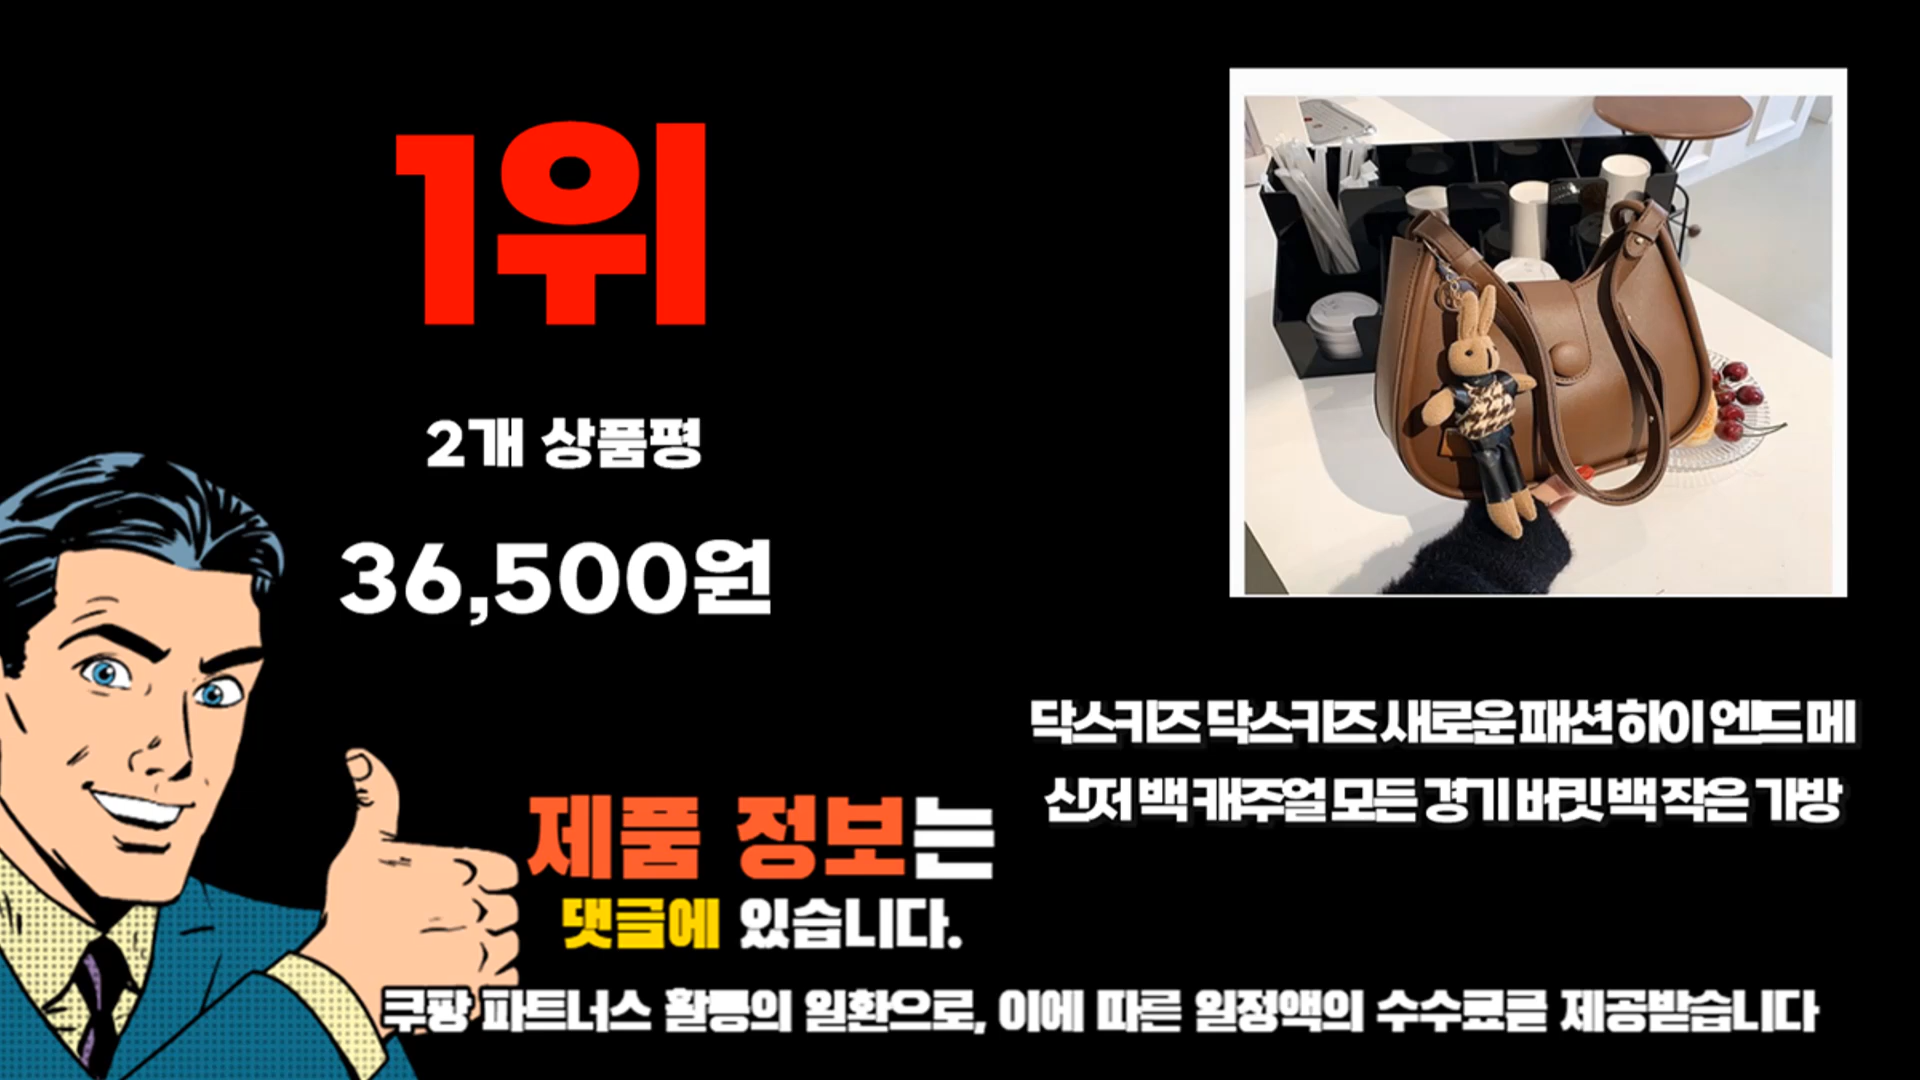 1위
2개 상품평
36,500원
닥스키즈 닥스키즈 새로운 패션 하이 엔드 메
신저 백 캐주얼 모든 경기 버킷 백 작은 가방
제품 정보는
댓글에 있습니다.
쿠팡 파트너스 활동의 일환으로, 이에 따른 일정액의 수수료를 제공받습니다